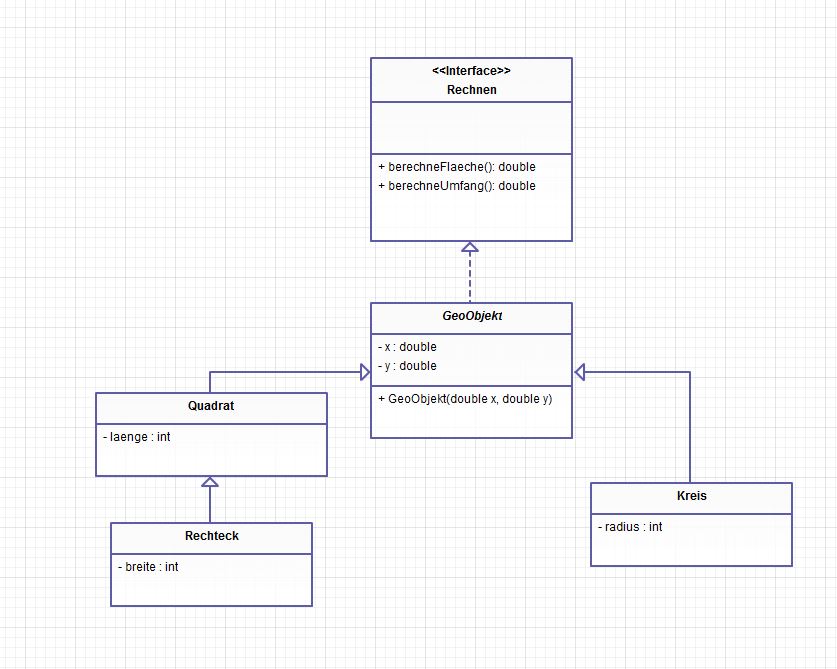 <<Interface>>
Rechnen
+ berechneFlaeche(): double
+ berechneUmfang(): double
GeoObjekt
- x : double
- y : double
+ GeoObjekt(double x, double y)
Quadrat
- laenge : int
Rechteck
- breite : int
Kreis
- radius : int